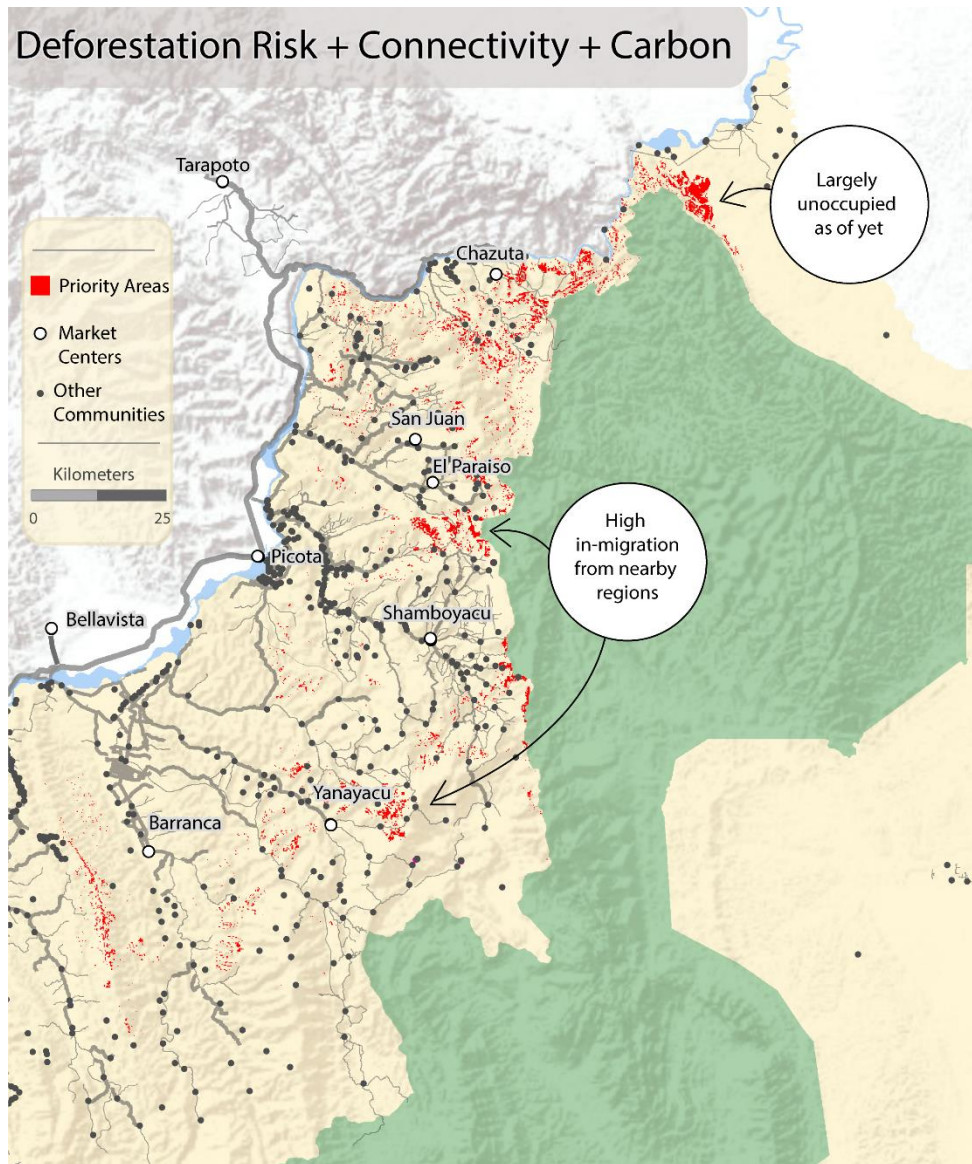 Deforestation Risk + Connectivity + Carbon
Tarapoto
Largely
unoccupied
as of yet
Chazuta
Priority Areas
Market
Centers
Other
Communities
Kilometers
0 25
San Juan
El Paraiso
High
in-migration
from nearby
regions
Picota
Bellavista
Shamboyacu
Yanayacu
Barranca